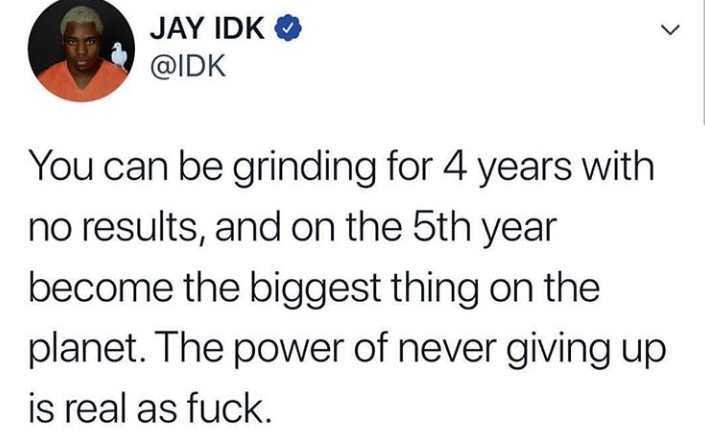 JAY IDK
@IDK
You can be grinding for 4 years with
no results, and on the 5th year
become the biggest thing on the
planet. The power of never giving up
is real as fuck.